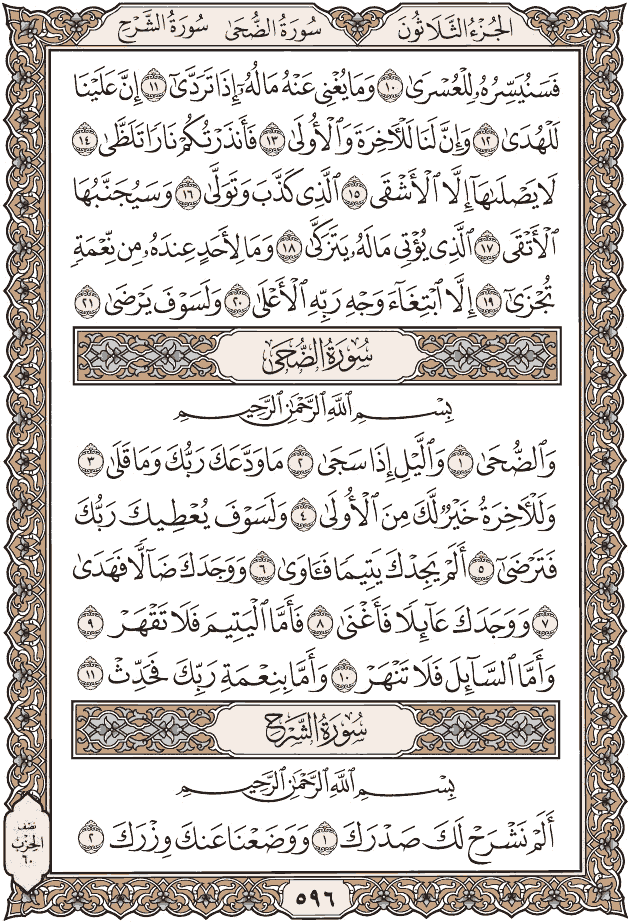 الجُزْءُ الثَّلَاثُونَ سُورَةُ الضُّحَى سُورَةُ الشَّرْحِ
فَسَنُيَسِّرُهُۥ لِلْعُسْرَىٰ ١٠ وَمَا يُغْنِى عَنْهُ مَالُهُۥٓ إِذَا تَرَدَّىٰٓ ١١ إِنَّ عَلَيْنَا
لَلْهُدَىٰ ١٢ وَإِنَّ لَنَا لَلْءَاخِرَةَ وَٱلْأُولَىٰ ١٣ فَأَنذَرْتُكُمْ نَارًا تَلَظَّىٰ ١٤
لَا يَصْلَىٰهَآ إِلَّا ٱلْأَشْقَى ١٥ ٱلَّذِى كَذَّبَ وَتَوَلَّىٰ ١٦ وَسَيُجَنَّبُهَا
ٱلْأَتْقَى ١٧ ٱلَّذِى يُؤْتِى مَالَهُۥ يَتَزَكَّىٰ ١٨ وَمَا لِأَحَدٍ عِندَهُۥ مِن نِّعْمَةٍ
تُجْزَىٰٓ ١٩ إِلَّا ٱبْتِغَآءَ وَجْهِ رَبِّهِ ٱلْأَعْلَىٰ ٢٠ وَلَسَوْفَ يَرْضَىٰ ٢١
سُورَةُ الضُّحَىٰ
بِسْمِ ٱللَّهِ ٱلرَّحْمَٰنِ ٱلرَّحِيمِ
وَٱلضُّحَىٰ ١ وَٱلَّيْلِ إِذَا سَجَىٰ ٢ مَا وَدَّعَكَ رَبُّكَ وَمَا قَلَىٰ ٣
وَلَلْءَاخِرَةُ خَيْرٌ لَّكَ مِنَ ٱلْأُولَىٰ ٤ وَلَسَوْفَ يُعْطِيكَ رَبُّكَ
فَتَرْضَىٰٓ ٥ أَلَمْ يَجِدْكَ يَتِيمًا فَـَٔاوَىٰ ٦ وَوَجَدَكَ ضَآلًّا فَهَدَىٰ
٧ وَوَجَدَكَ عَآئِلًا فَأَغْنَىٰ ٨ فَأَمَّا ٱلْيَتِيمَ فَلَا تَقْهَرْ ٩
وَأَمَّا ٱلسَّآئِلَ فَلَا تَنْهَرْ ١٠ وَأَمَّا بِنِعْمَةِ رَبِّكَ فَحَدِّثْ ١١
سُورَةُ الشَّرْحِ
بِسْمِ ٱللَّهِ ٱلرَّحْمَٰنِ ٱلرَّحِيمِ
أَلَمْ نَشْرَحْ لَكَ صَدْرَكَ ١ وَوَضَعْنَا عَنكَ وِزْرَكَ ٢
نصف
الحزب
٦٠
٥٩٦